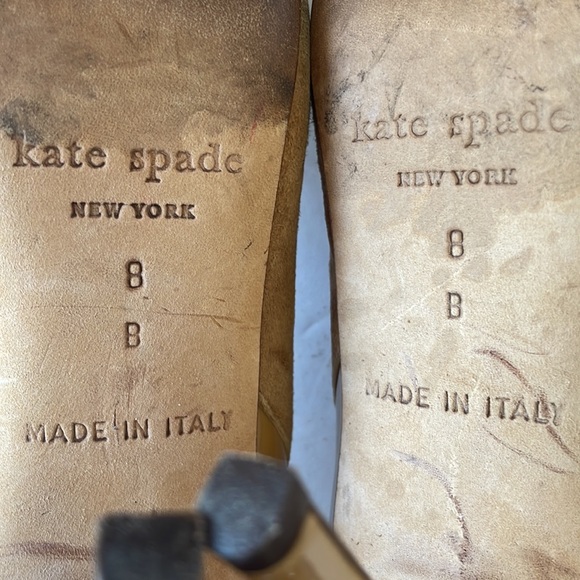 kate spade
NEW YORK
8
B
MADE IN ITALY
kate spade
NEW YORK
8
B
MADE IN ITALY